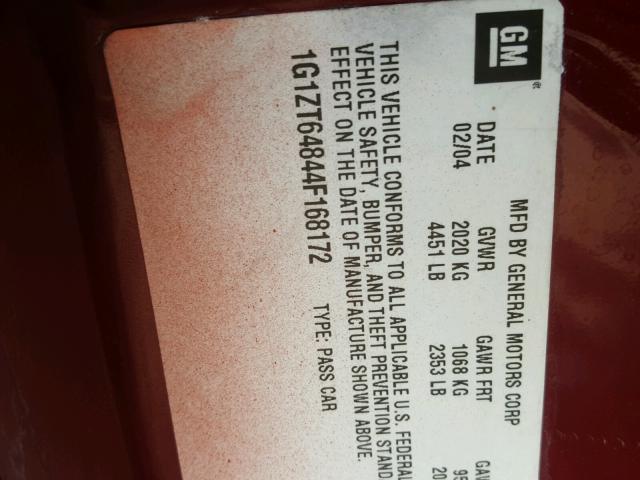 GM
MFD BY GENERAL MOTORS CORP
DATE GVWR GAWR FRT
02/04 2020 KG 1068 KG
4451 LB 2353 LB
THIS VEHICLE CONFORMS TO ALL APPLICABLE U.S. FEDERAL
VEHICLE SAFETY, BUMPER, AND THEFT PREVENTION STAND
EFFECT ON THE DATE OF MANUFACTURE SHOWN ABOVE.
1G1ZT64844F168172 TYPE: PASS CAR